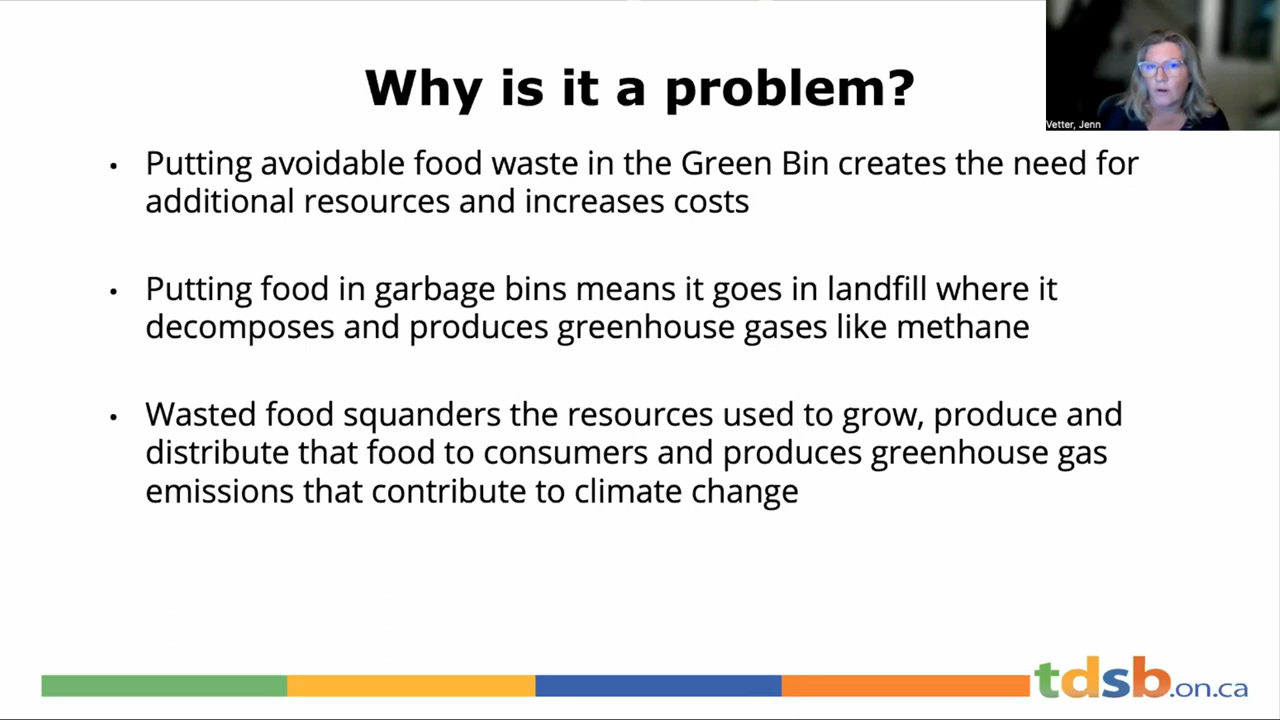 Why is it a problem?
Vetter, Jenn
• Putting avoidable food waste in the Green Bin creates the need for
additional resources and increases costs
• Putting food in garbage bins means it goes in landfill where it
decomposes and produces greenhouse gases like methane
• Wasted food squanders the resources used to grow, produce and
distribute that food to consumers and produces greenhouse gas
emissions that contribute to climate change
tdsb.on.ca